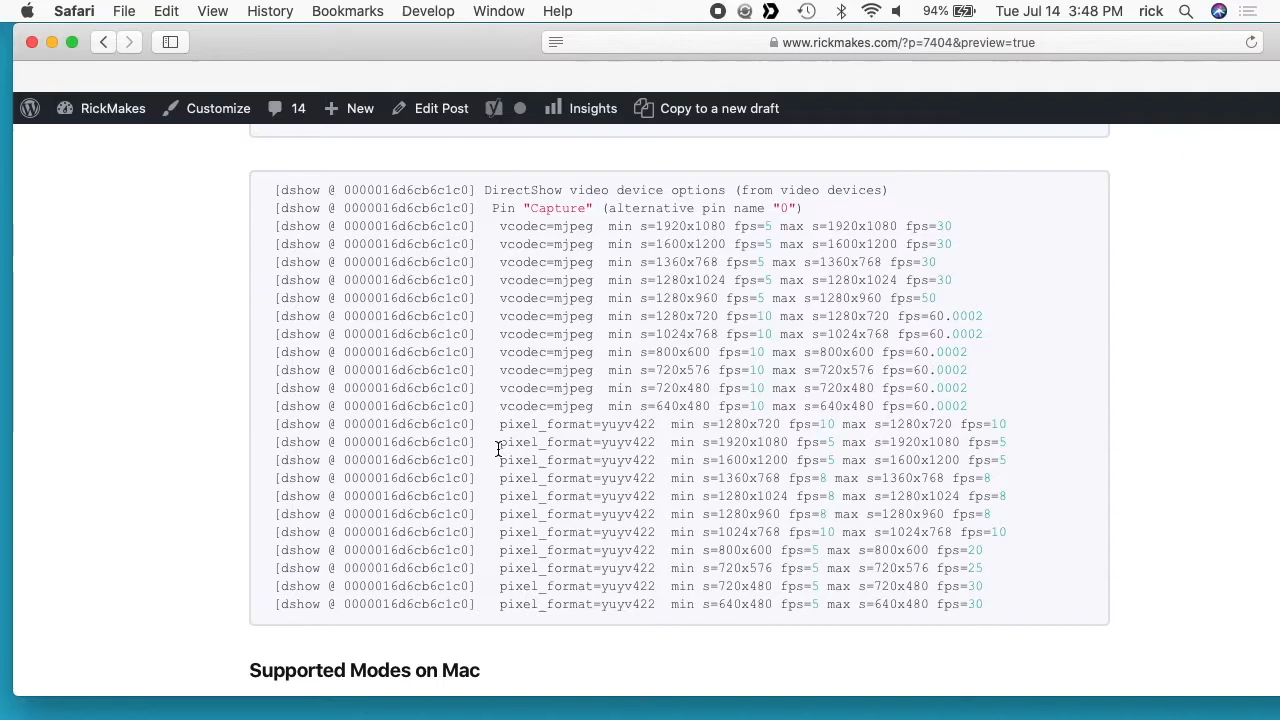 Safari File Edit View History Bookmarks Develop Window Help 94% Tue Jul 14 3:48 PM rick
www.rickmakes.com/?p=7404&preview=true
RickMakes Customize 14 New Edit Post Insights Copy to a new draft
[dshow @ 0000016d6cb6c1c0] DirectShow video device options (from video devices)
[dshow @ 0000016d6cb6c1c0]  Pin "Capture" (alternative pin name "0")
[dshow @ 0000016d6cb6c1c0]   vcodec=mjpeg  min s=1920x1080 fps=5 max s=1920x1080 fps=30
[dshow @ 0000016d6cb6c1c0]   vcodec=mjpeg  min s=1600x1200 fps=5 max s=1600x1200 fps=30
[dshow @ 0000016d6cb6c1c0]   vcodec=mjpeg  min s=1360x768 fps=5 max s=1360x768 fps=30
[dshow @ 0000016d6cb6c1c0]   vcodec=mjpeg  min s=1280x1024 fps=5 max s=1280x1024 fps=30
[dshow @ 0000016d6cb6c1c0]   vcodec=mjpeg  min s=1280x960 fps=5 max s=1280x960 fps=50
[dshow @ 0000016d6cb6c1c0]   vcodec=mjpeg  min s=1280x720 fps=10 max s=1280x720 fps=60.0002
[dshow @ 0000016d6cb6c1c0]   vcodec=mjpeg  min s=1024x768 fps=10 max s=1024x768 fps=60.0002
[dshow @ 0000016d6cb6c1c0]   vcodec=mjpeg  min s=800x600 fps=10 max s=800x600 fps=60.0002
[dshow @ 0000016d6cb6c1c0]   vcodec=mjpeg  min s=720x576 fps=10 max s=720x576 fps=60.0002
[dshow @ 0000016d6cb6c1c0]   vcodec=mjpeg  min s=720x480 fps=10 max s=720x480 fps=60.0002
[dshow @ 0000016d6cb6c1c0]   vcodec=mjpeg  min s=640x480 fps=10 max s=640x480 fps=60.0002
[dshow @ 0000016d6cb6c1c0]   pixel_format=yuyv422  min s=1280x720 fps=10 max s=1280x720 fps=10
[dshow @ 0000016d6cb6c1c0]   pixel_format=yuyv422  min s=1920x1080 fps=5 max s=1920x1080 fps=5
[dshow @ 0000016d6cb6c1c0]   pixel_format=yuyv422  min s=1600x1200 fps=5 max s=1600x1200 fps=5
[dshow @ 0000016d6cb6c1c0]   pixel_format=yuyv422  min s=1360x768 fps=8 max s=1360x768 fps=8
[dshow @ 0000016d6cb6c1c0]   pixel_format=yuyv422  min s=1280x1024 fps=8 max s=1280x1024 fps=8
[dshow @ 0000016d6cb6c1c0]   pixel_format=yuyv422  min s=1280x960 fps=8 max s=1280x960 fps=8
[dshow @ 0000016d6cb6c1c0]   pixel_format=yuyv422  min s=1024x768 fps=10 max s=1024x768 fps=10
[dshow @ 0000016d6cb6c1c0]   pixel_format=yuyv422  min s=800x600 fps=5 max s=800x600 fps=20
[dshow @ 0000016d6cb6c1c0]   pixel_format=yuyv422  min s=720x576 fps=5 max s=720x576 fps=25
[dshow @ 0000016d6cb6c1c0]   pixel_format=yuyv422  min s=720x480 fps=5 max s=720x480 fps=30
[dshow @ 0000016d6cb6c1c0]   pixel_format=yuyv422  min s=640x480 fps=5 max s=640x480 fps=30
Supported Modes on Mac